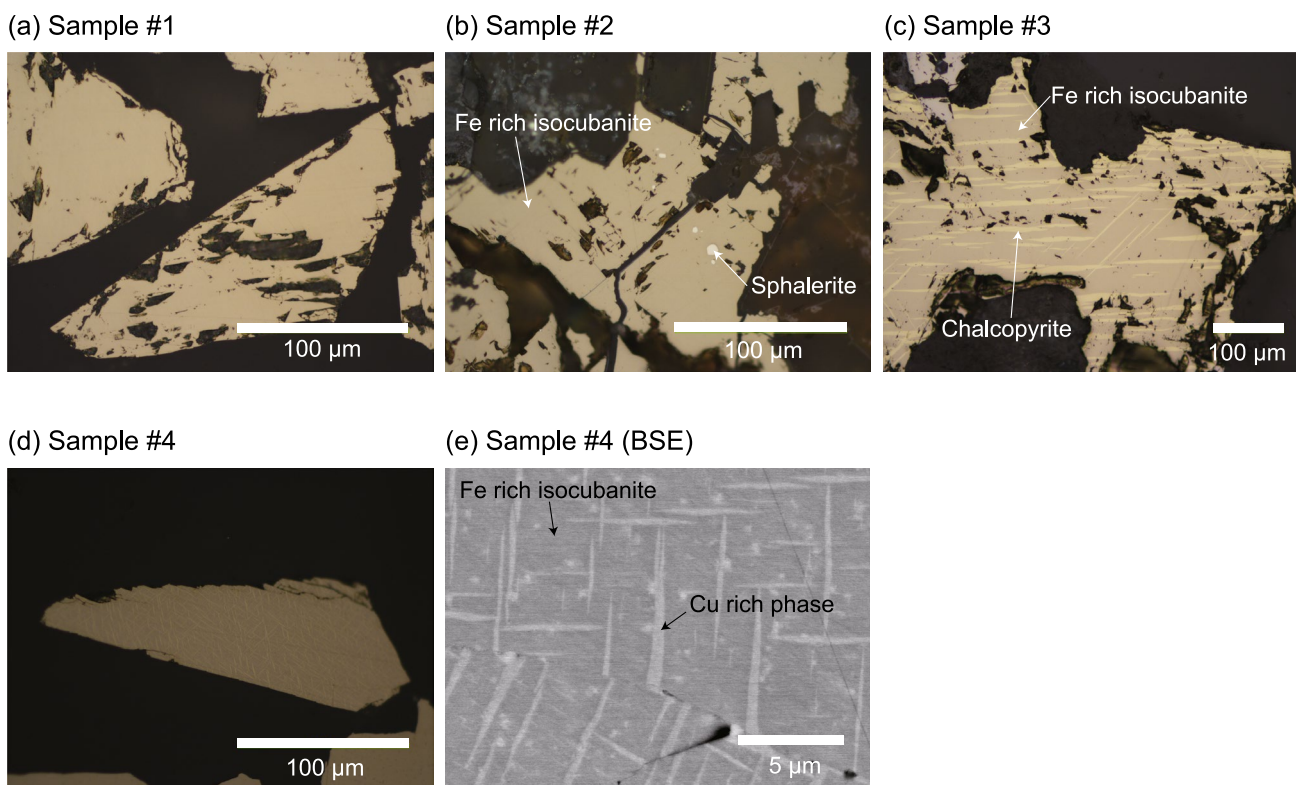 (a) Sample #1
(b) Sample #2
(c) Sample #3
Fe rich isocubanite
Fe rich isocubanite
Sphalerite
Chalcopyrite
100 µm
100 µm
100 µm
(d) Sample #4
(e) Sample #4 (BSE)
Fe rich isocubanite
Cu rich phase
100 µm
5 µm